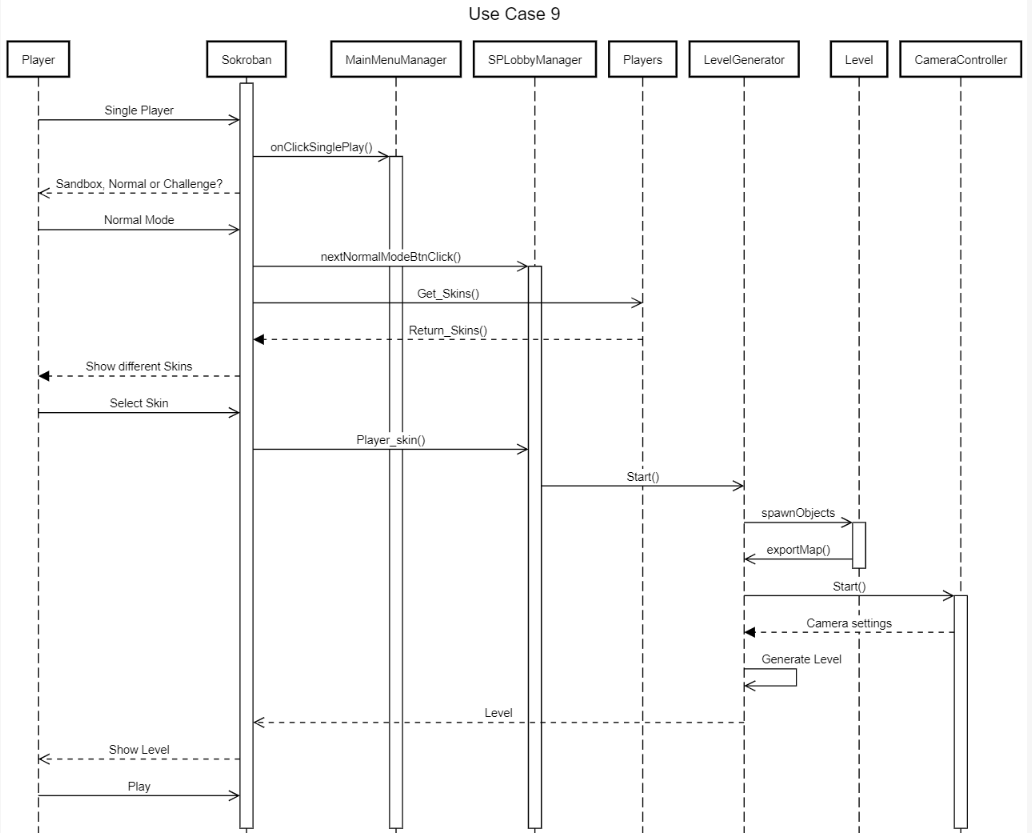 Use Case 9
Player
Sokroban
MainMenuManager
SPLobbyManager
Players
LevelGenerator
Level
CameraController
Single Player
onClickSinglePlay()
Sandbox, Normal or Challenge?
Normal Mode
nextNormalModeBtnClick()
Get_Skins()
Return_Skins()
Show different Skins
Select Skin
Player_skin()
Start()
spawnObjects
exportMap()
Start()
Camera settings
Generate Level
Level
Show Level
Play